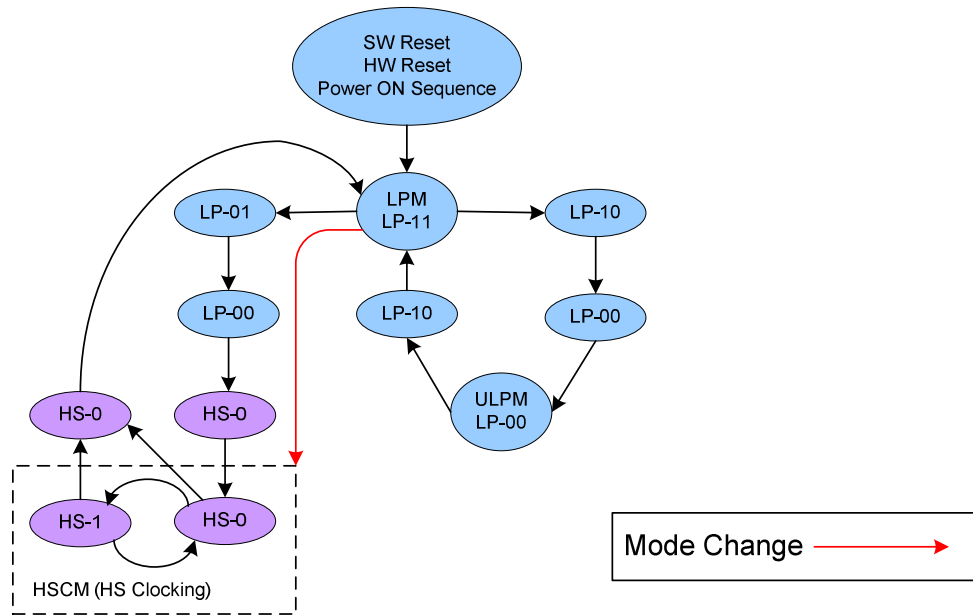 SW Reset
HW Reset
Power ON Sequence
LPM
LP-11
LP-01
LP-10
LP-00
LP-10
LP-00
ULPM
LP-00
HS-0
HS-0
HS-1
HS-0
HSCM (HS Clocking)
Mode Change